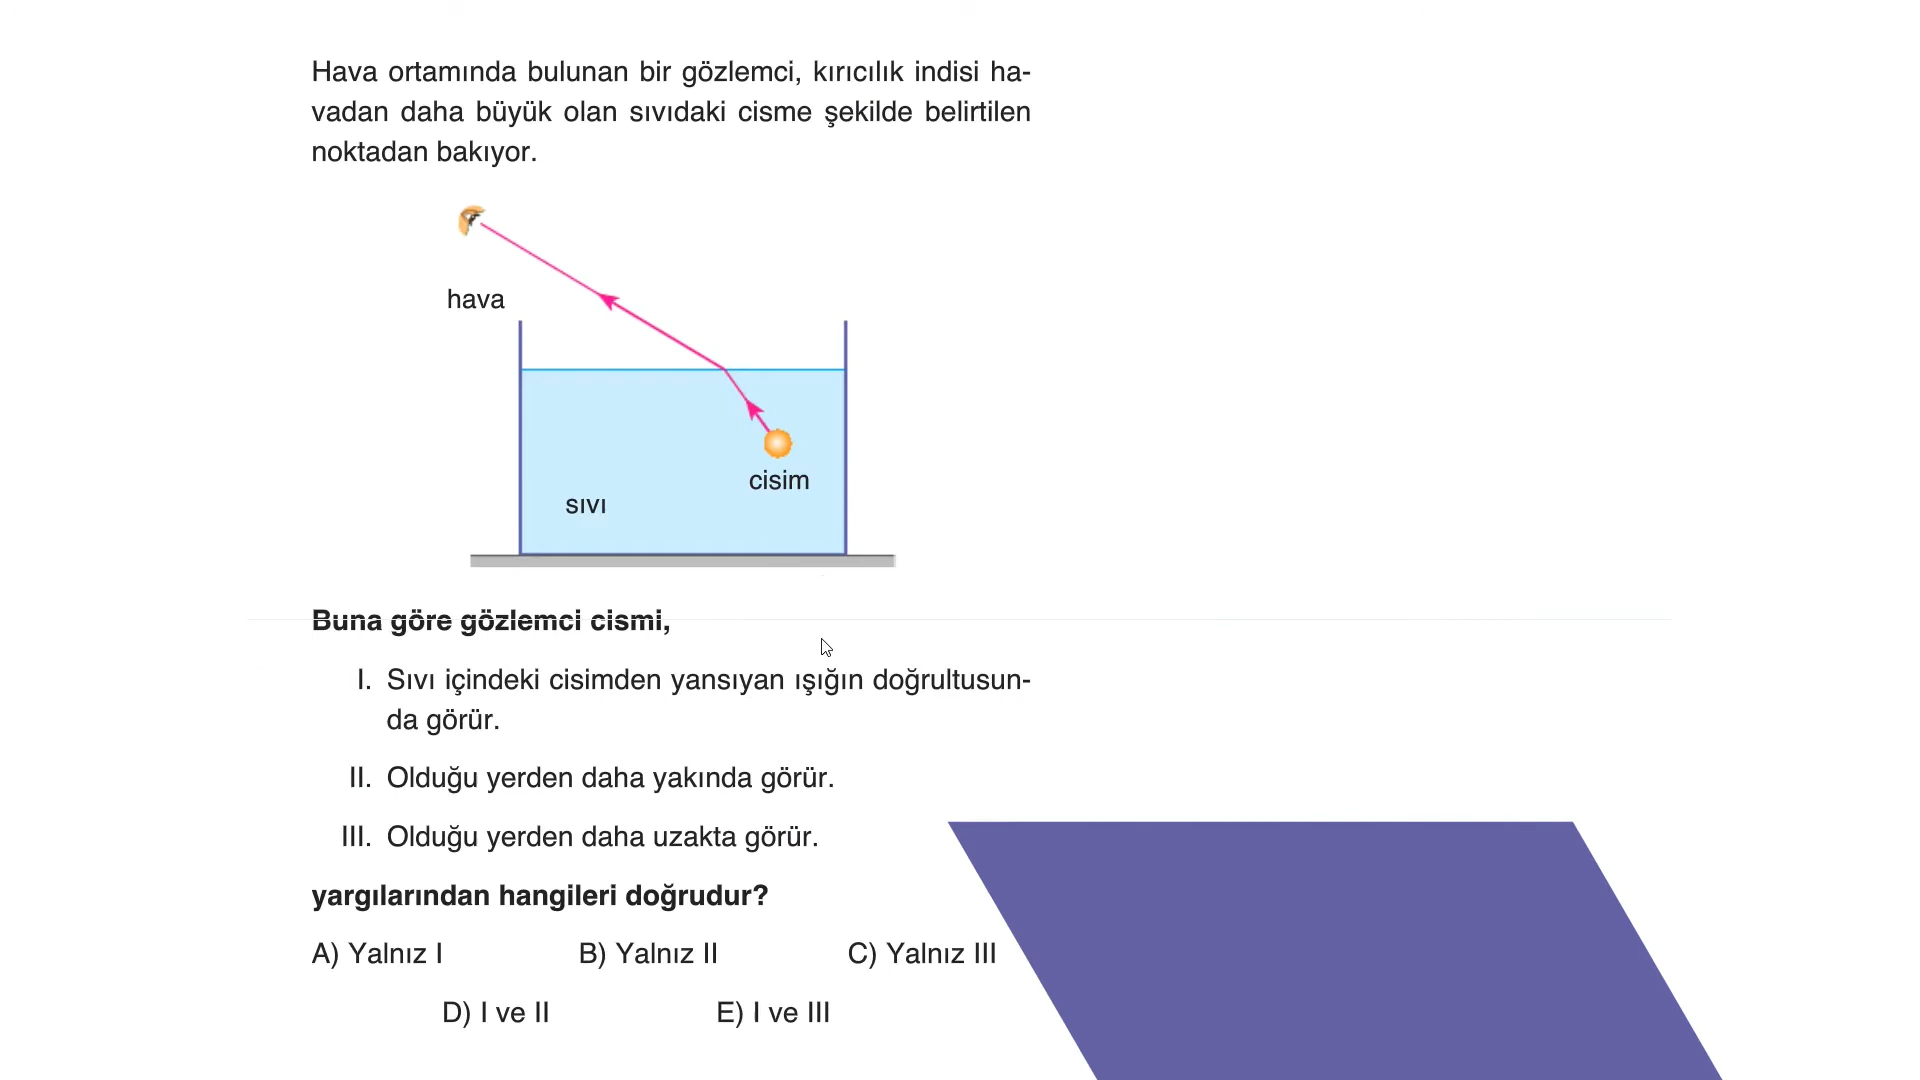 Hava ortamında bulunan bir gözlemci, kırıcılık indisi ha-
vadan daha büyük olan sıvıdaki cisme şekilde belirtilen
noktadan bakıyor.
hava
cisim
sıvı
Buna göre gözlemci cismi,
I. Sıvı içindeki cisimden yansıyan ışığın doğrultusun-
da görür.
II. Olduğu yerden daha yakında görür.
III. Olduğu yerden daha uzakta görür.
yargılarından hangileri doğrudur?
A) Yalnız I B) Yalnız II C) Yalnız III
D) I ve II E) I ve III